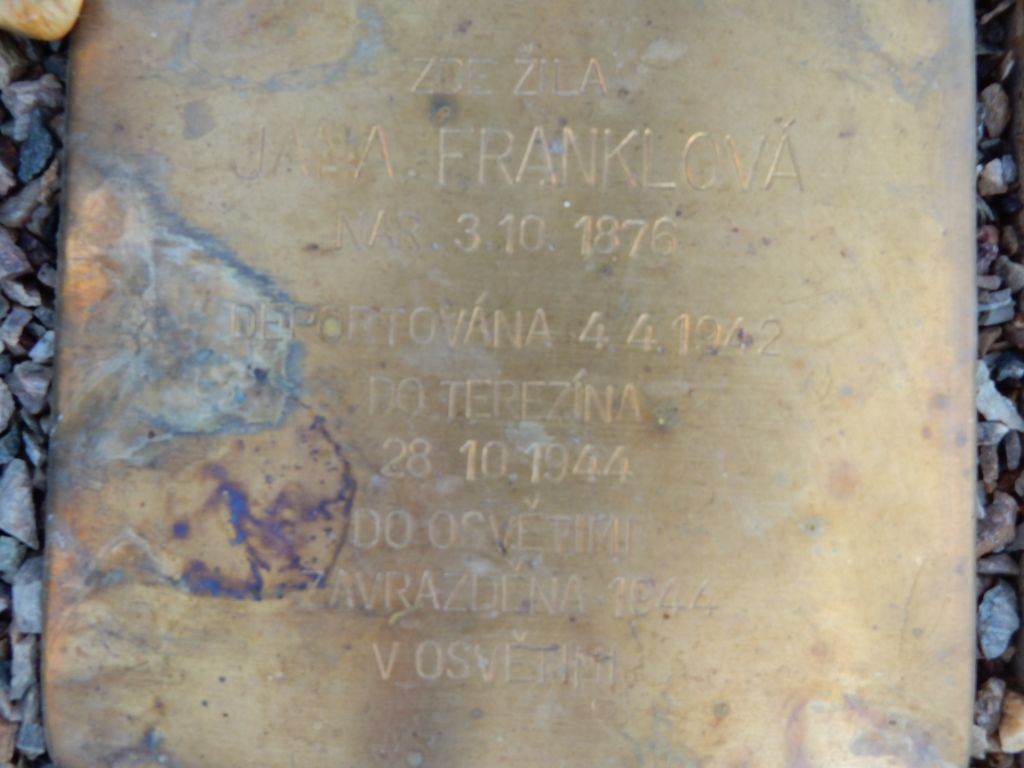 ZDE ŽILA
JANA FRANKLOVÁ
NAR. 3.10. 1876
DEPORTOVÁNA 4.4.1942
DO TEREZÍNA
28. 10.1944
DO OSVĚTIMI
ZAVRAŽDĚNA 1944
V OSVĚTIMI